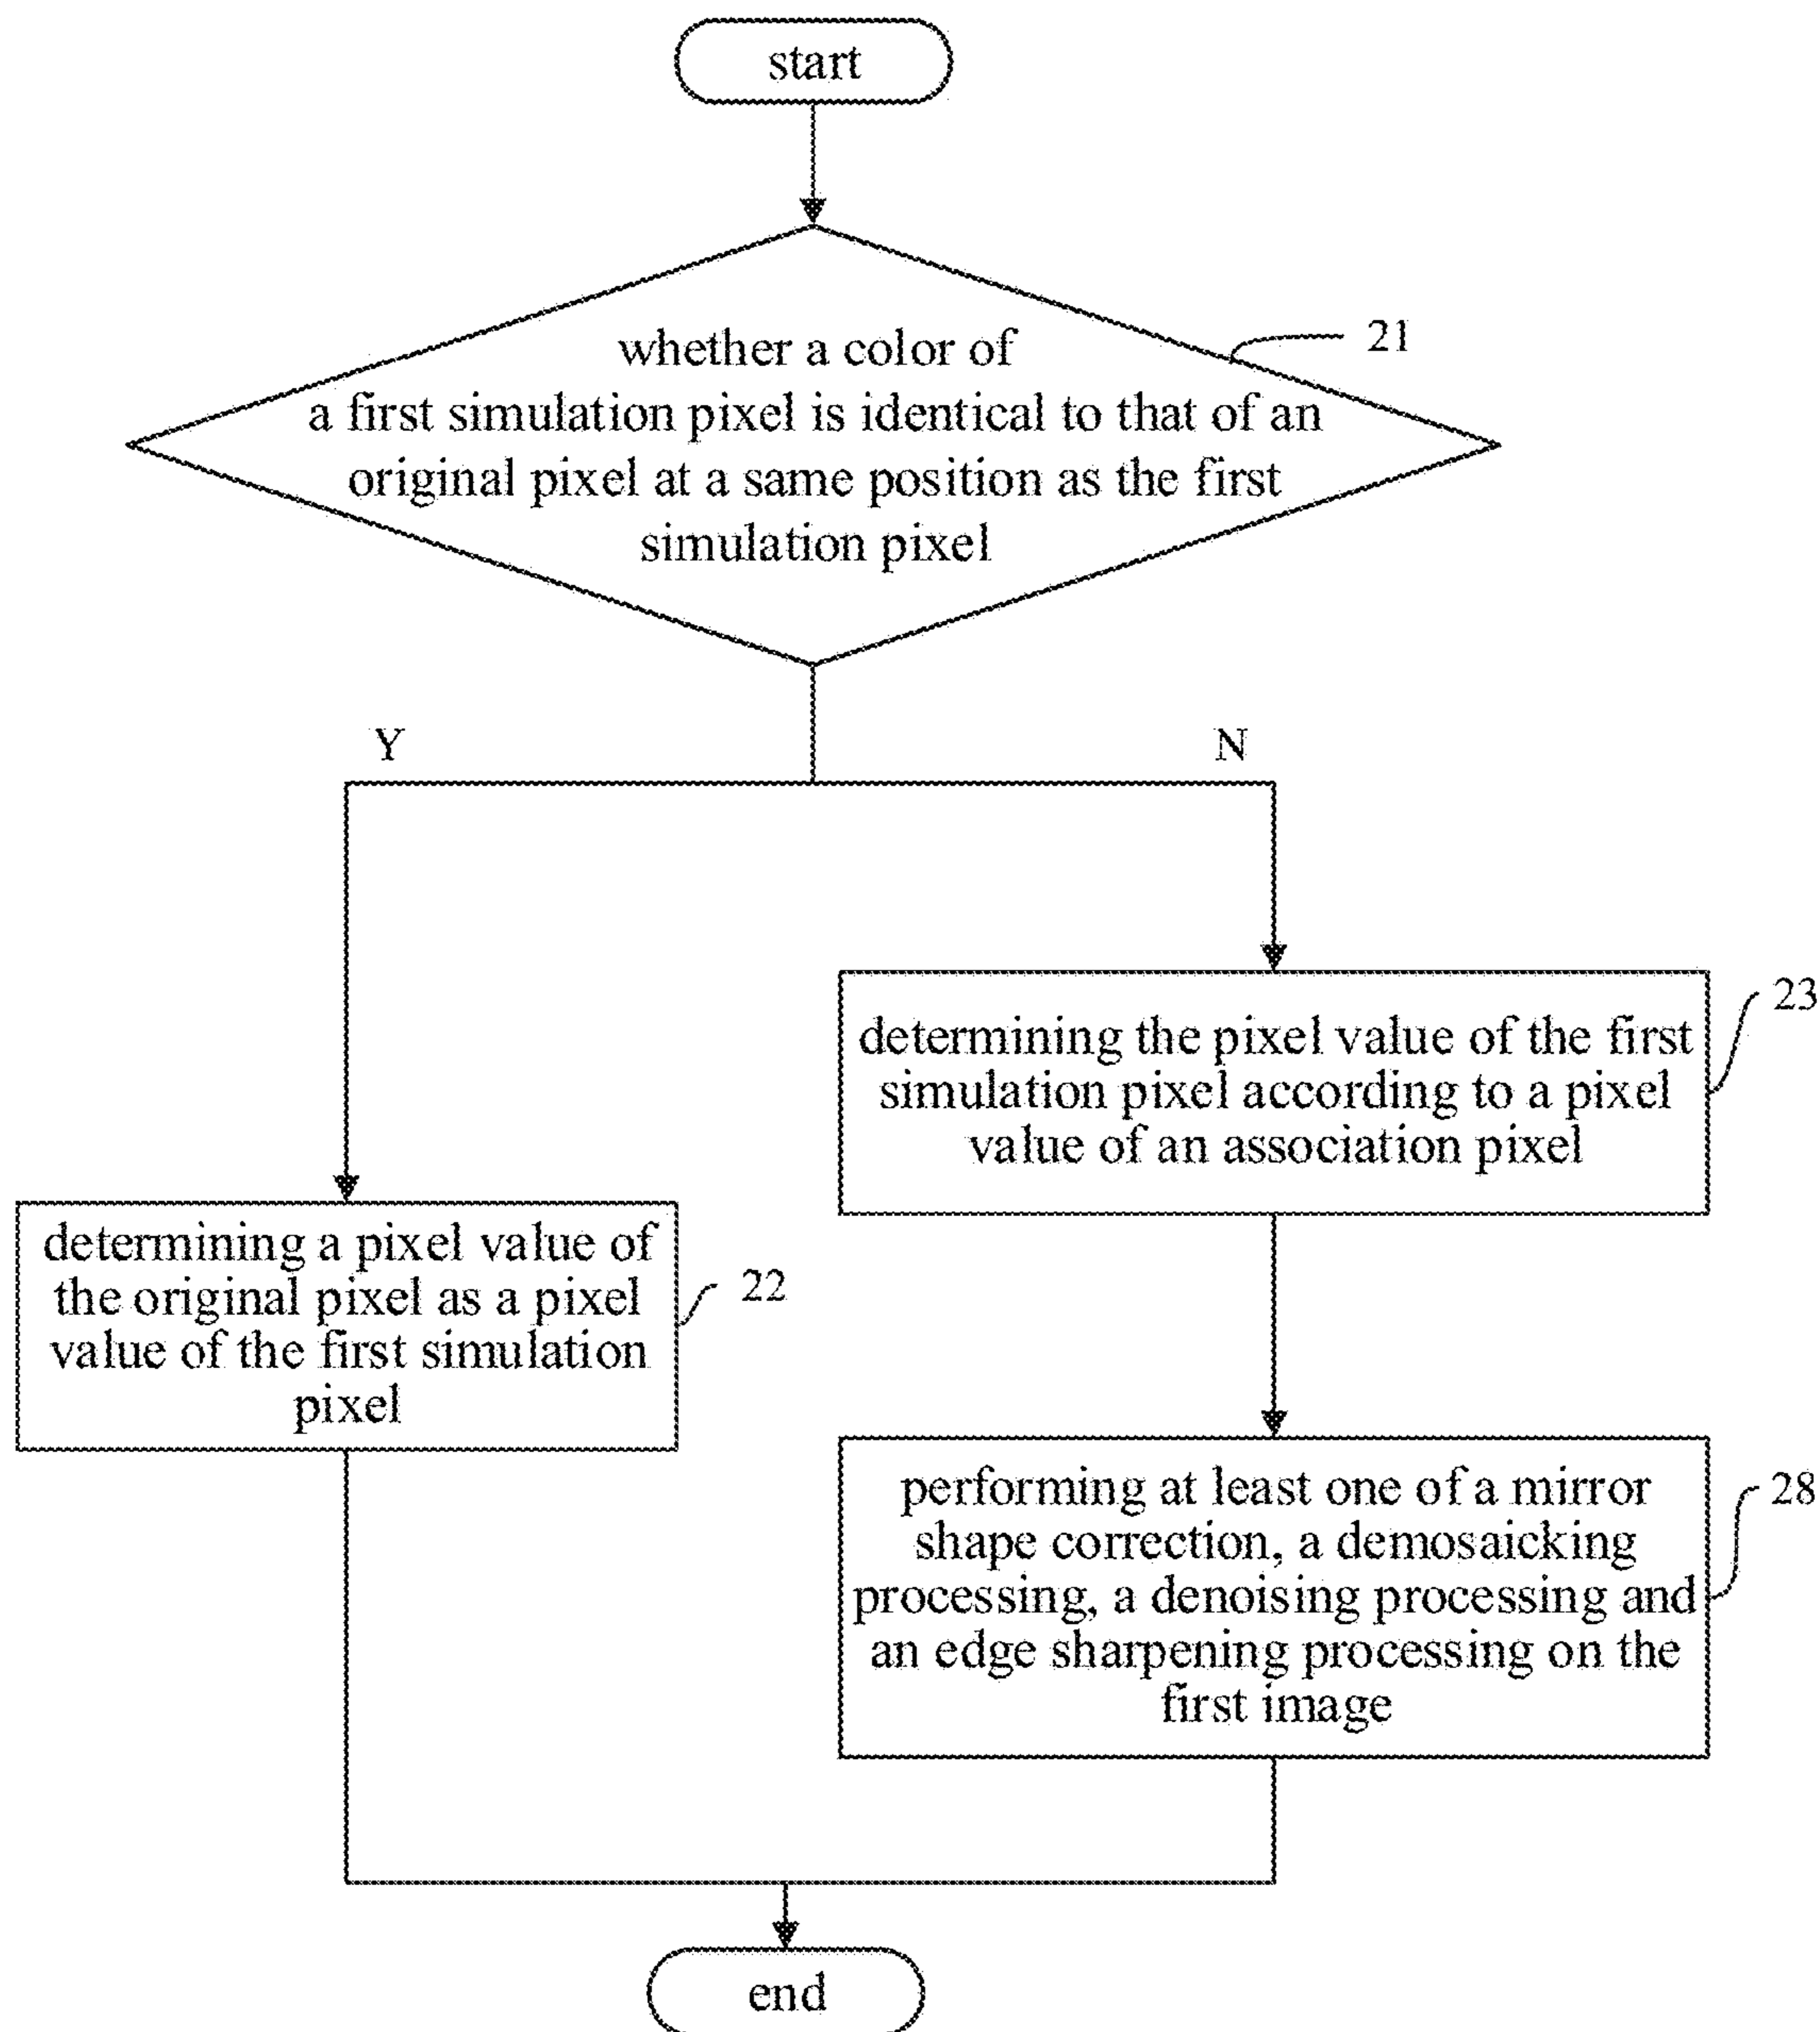 start
whether a color of
21
a first simulation pixel is identical to that of an
original pixel at a same position as the first
simulation pixel
Y
N
23
determining the pixel value of the first
simulation pixel according to a pixel
value of an association pixel
determining a pixel value of
the original pixel as a pixel
value of the first simulation
pixel
22
performing at least one of a mirror
shape correction, a demosaicking
processing, a denoising processing and
an edge sharpening processing on the
first image
28
end